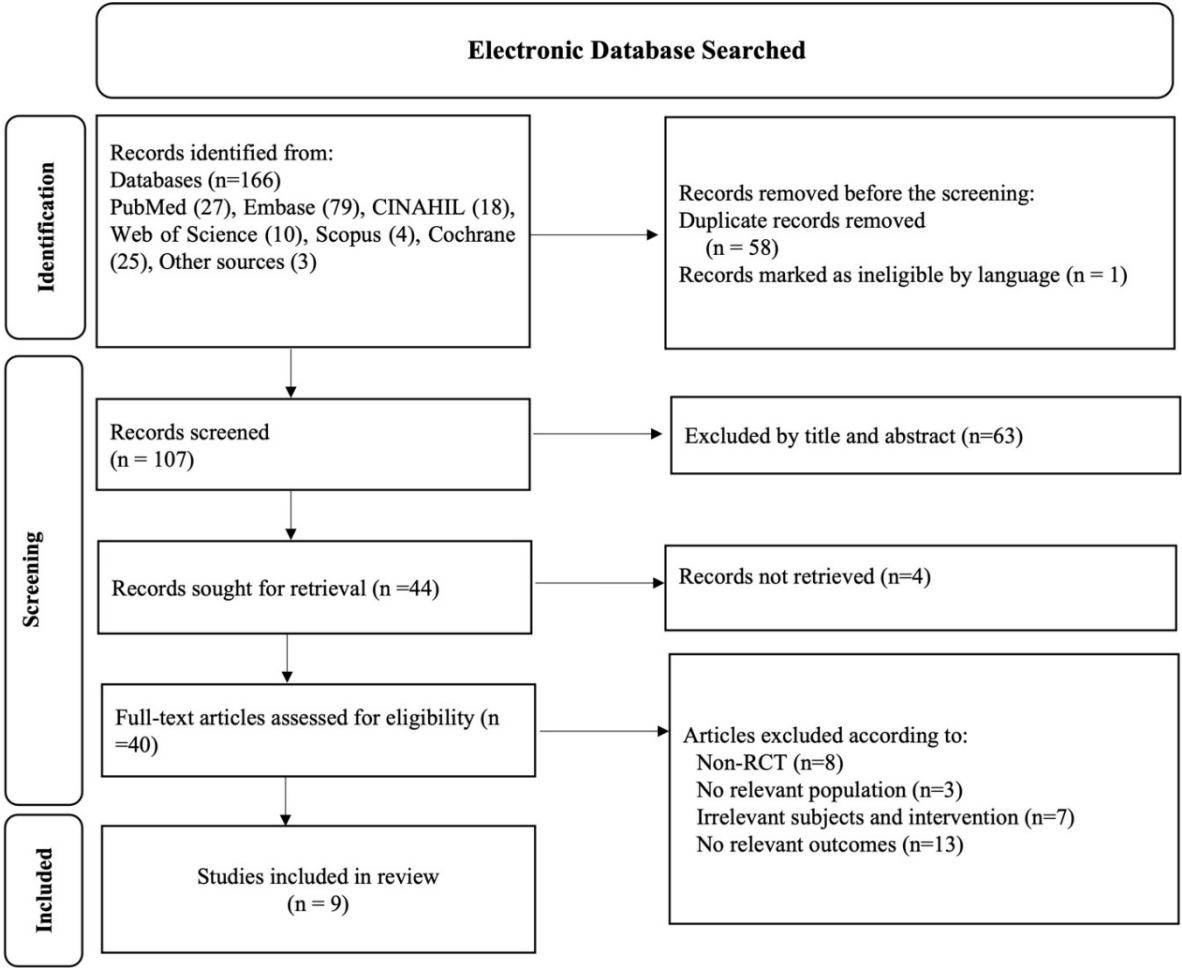 Electronic Database Searched
Identification
Records identified from:
Databases (n=166)
PubMed (27), Embase (79), CINAHIL (18),
Web of Science (10), Scopus (4), Cochrane
(25), Other sources (3)
Records removed before the screening:
Duplicate records removed
(n = 58)
Records marked as ineligible by language (n = 1)
Screening
Records screened
(n = 107)
Excluded by title and abstract (n=63)
Records sought for retrieval (n =44)
Records not retrieved (n=4)
Full-text articles assessed for eligibility (n
=40)
Articles excluded according to:
Non-RCT (n=8)
No relevant population (n=3)
Irrelevant subjects and intervention (n=7)
No relevant outcomes (n=13)
Included
Studies included in review
(n = 9)